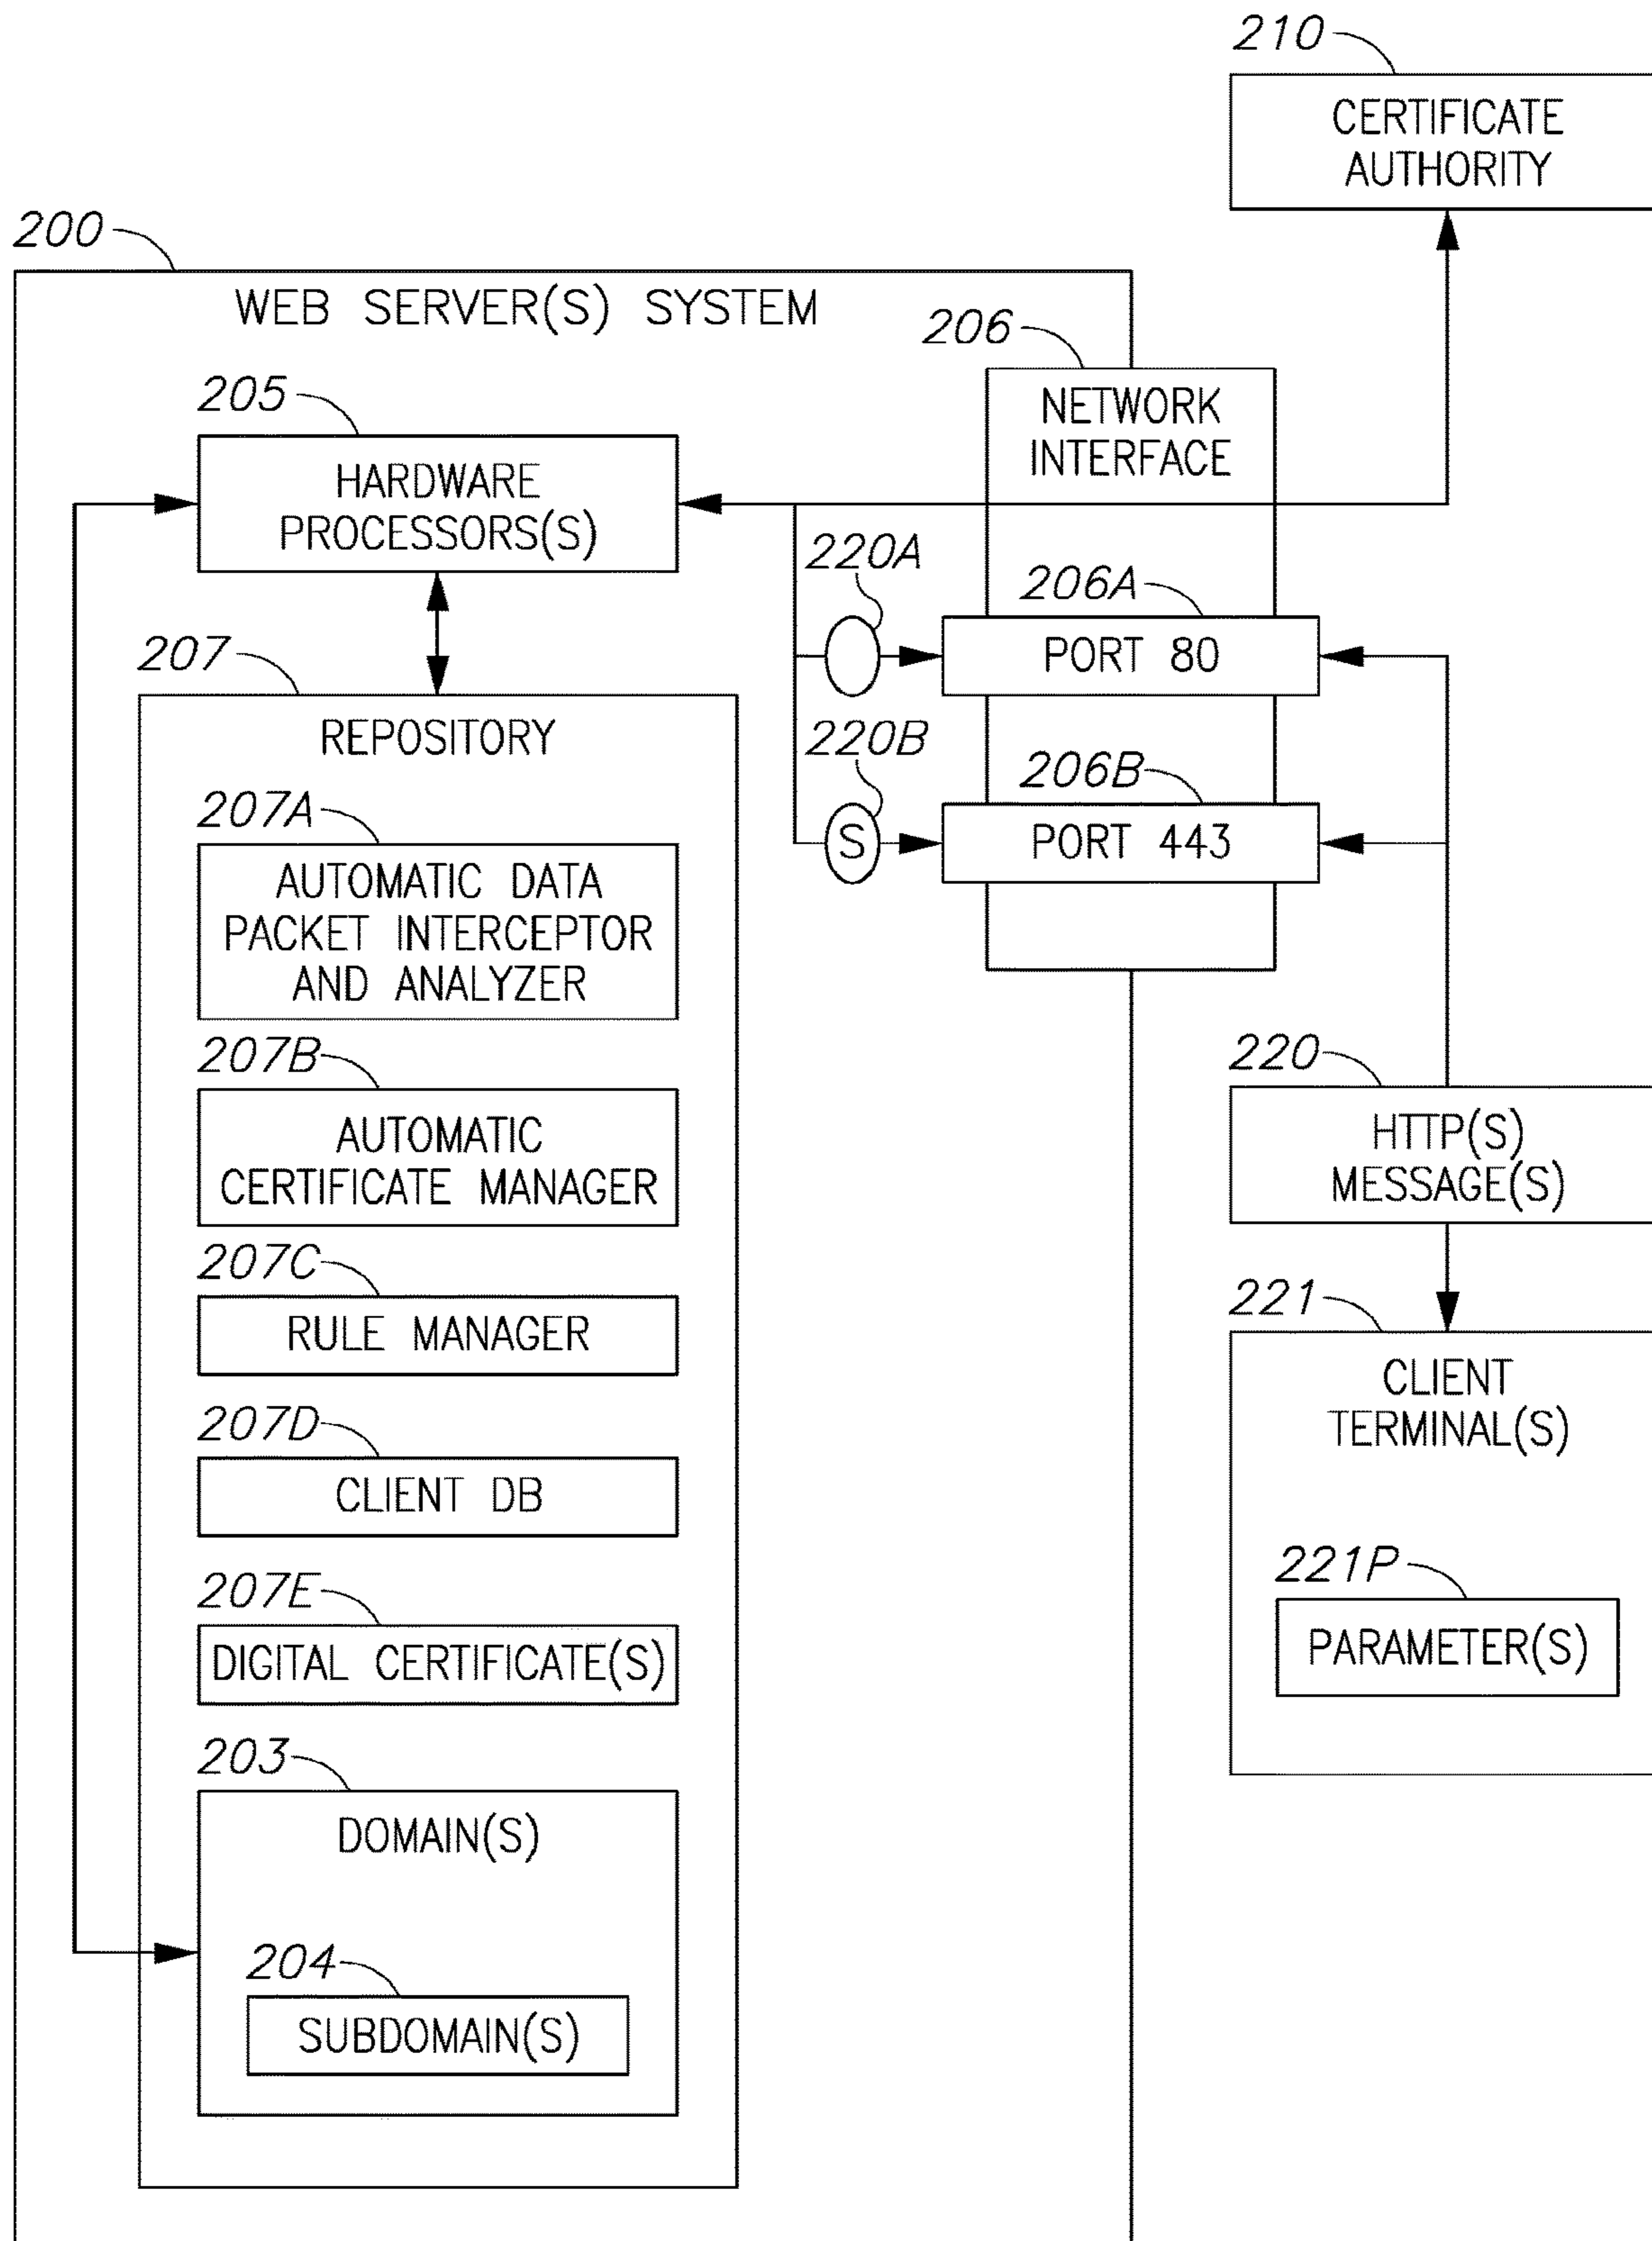 210
CERTIFICATE
AUTHORITY
200
WEB SERVER(S) SYSTEM
206
NETWORK
INTERFACE
205
HARDWARE
PROCESSORS(S)
220A
206A
PORT 80
207
REPOSITORY
220B
206B
S
PORT 443
207A
AUTOMATIC DATA
PACKET INTERCEPTOR
AND ANALYZER
207B
AUTOMATIC
CERTIFICATE MANAGER
220
HTTP(S)
MESSAGE(S)
207C
RULE MANAGER
221
CLIENT
TERMINAL(S)
207D
CLIENT DB
221P
PARAMETER(S)
207E
DIGITAL CERTIFICATE(S)
203
DOMAIN(S)
204
SUBDOMAIN(S)